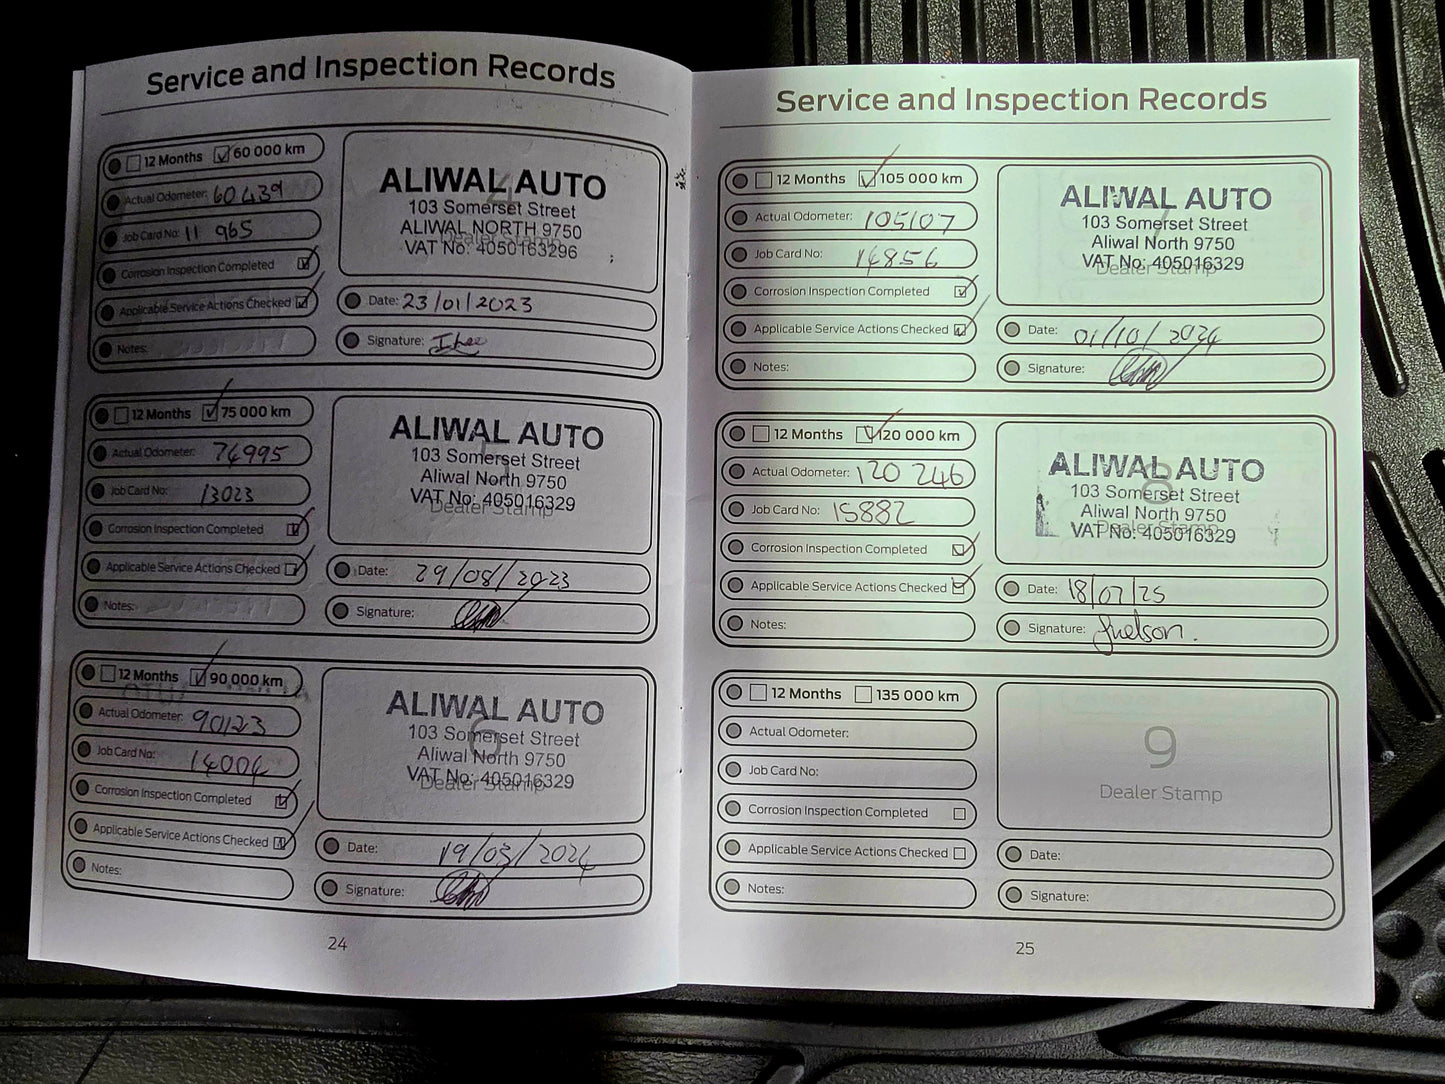 Service and Inspection Records
12 Months 60 000 km
Actual Odometer: 60439
Job Card No: 11 965
Corrosion Inspection Completed
Applicable Service Actions Checked
Notes:
4
ALIWAL AUTO
103 Somerset Street
ALIWAL NORTH 9750
VAT No: 4050163296
Dealer Stamp
Date: 23/01/2023
Signature:
12 Months 75 000 km
Actual Odometer: 74995
Job Card No: 13023
Corrosion Inspection Completed
Applicable Service Actions Checked
Notes:
5
ALIWAL AUTO
103 Somerset Street
Aliwal North 9750
VAT No: 405016329
Dealer Stamp
Date: 29/08/2023
Signature:
12 Months 90 000 km
Actual Odometer: 90123
Job Card No: 14004
Corrosion Inspection Completed
Applicable Service Actions Checked
Notes:
6
ALIWAL AUTO
103 Somerset Street
Aliwal North 9750
VAT No: 405016329
Dealer Stamp
Date: 19/03/2024
Signature:
24
Service and Inspection Records
12 Months 105 000 km
Actual Odometer: 105107
Job Card No: 14856
Corrosion Inspection Completed
Applicable Service Actions Checked
Notes:
7
ALIWAL AUTO
103 Somerset Street
Aliwal North 9750
VAT No: 405016329
Dealer Stamp
Date: 01/10/2024
Signature:
12 Months 120 000 km
Actual Odometer: 120 246
Job Card No: 15882
Corrosion Inspection Completed
Applicable Service Actions Checked
Notes:
8
ALIWAL AUTO
103 Somerset Street
Aliwal North 9750
VAT No: 405016329
Dealer Stamp
Date: 18/07/25
Signature:
12 Months 135 000 km
Actual Odometer:
Job Card No:
Corrosion Inspection Completed
Applicable Service Actions Checked
Notes:
9
Dealer Stamp
Date:
Signature:
25